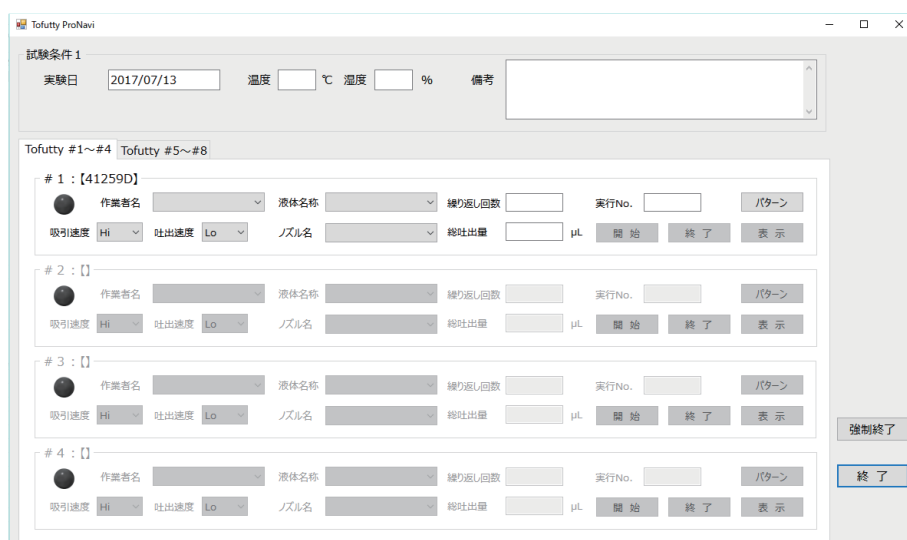 Tofutty ProNavi
試験条件1
実験日 2017/07/13 温度 ℃ 湿度 % 備考
Tofutty #1～#4 Tofutty #5～#8
# 1 :【41259D】
作業者名 液体名称 繰り返し回数 実行No. パターン
吸引速度 Hi 吐出速度 Lo ノズル名 総吐出量 μL 開 始 終 了 表 示
# 2 :【】
作業者名 液体名称 繰り返し回数 実行No. パターン
吸引速度 Hi 吐出速度 Lo ノズル名 総吐出量 μL 開 始 終 了 表 示
# 3 :【】
作業者名 液体名称 繰り返し回数 実行No. パターン
吸引速度 Hi 吐出速度 Lo ノズル名 総吐出量 μL 開 始 終 了 表 示
強制終了
# 4 :【】
作業者名 液体名称 繰り返し回数 実行No. パターン
終 了
吸引速度 Hi 吐出速度 Lo ノズル名 総吐出量 μL 開 始 終 了 表 示